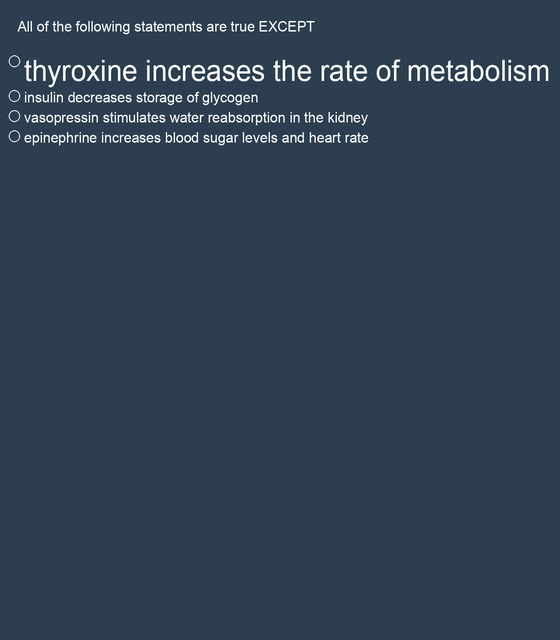 All of the following statements are true EXCEPT
thyroxine increases the rate of metabolism
insulin decreases storage of glycogen
vasopressin stimulates water reabsorption in the kidney
epinephrine increases blood sugar levels and heart rate